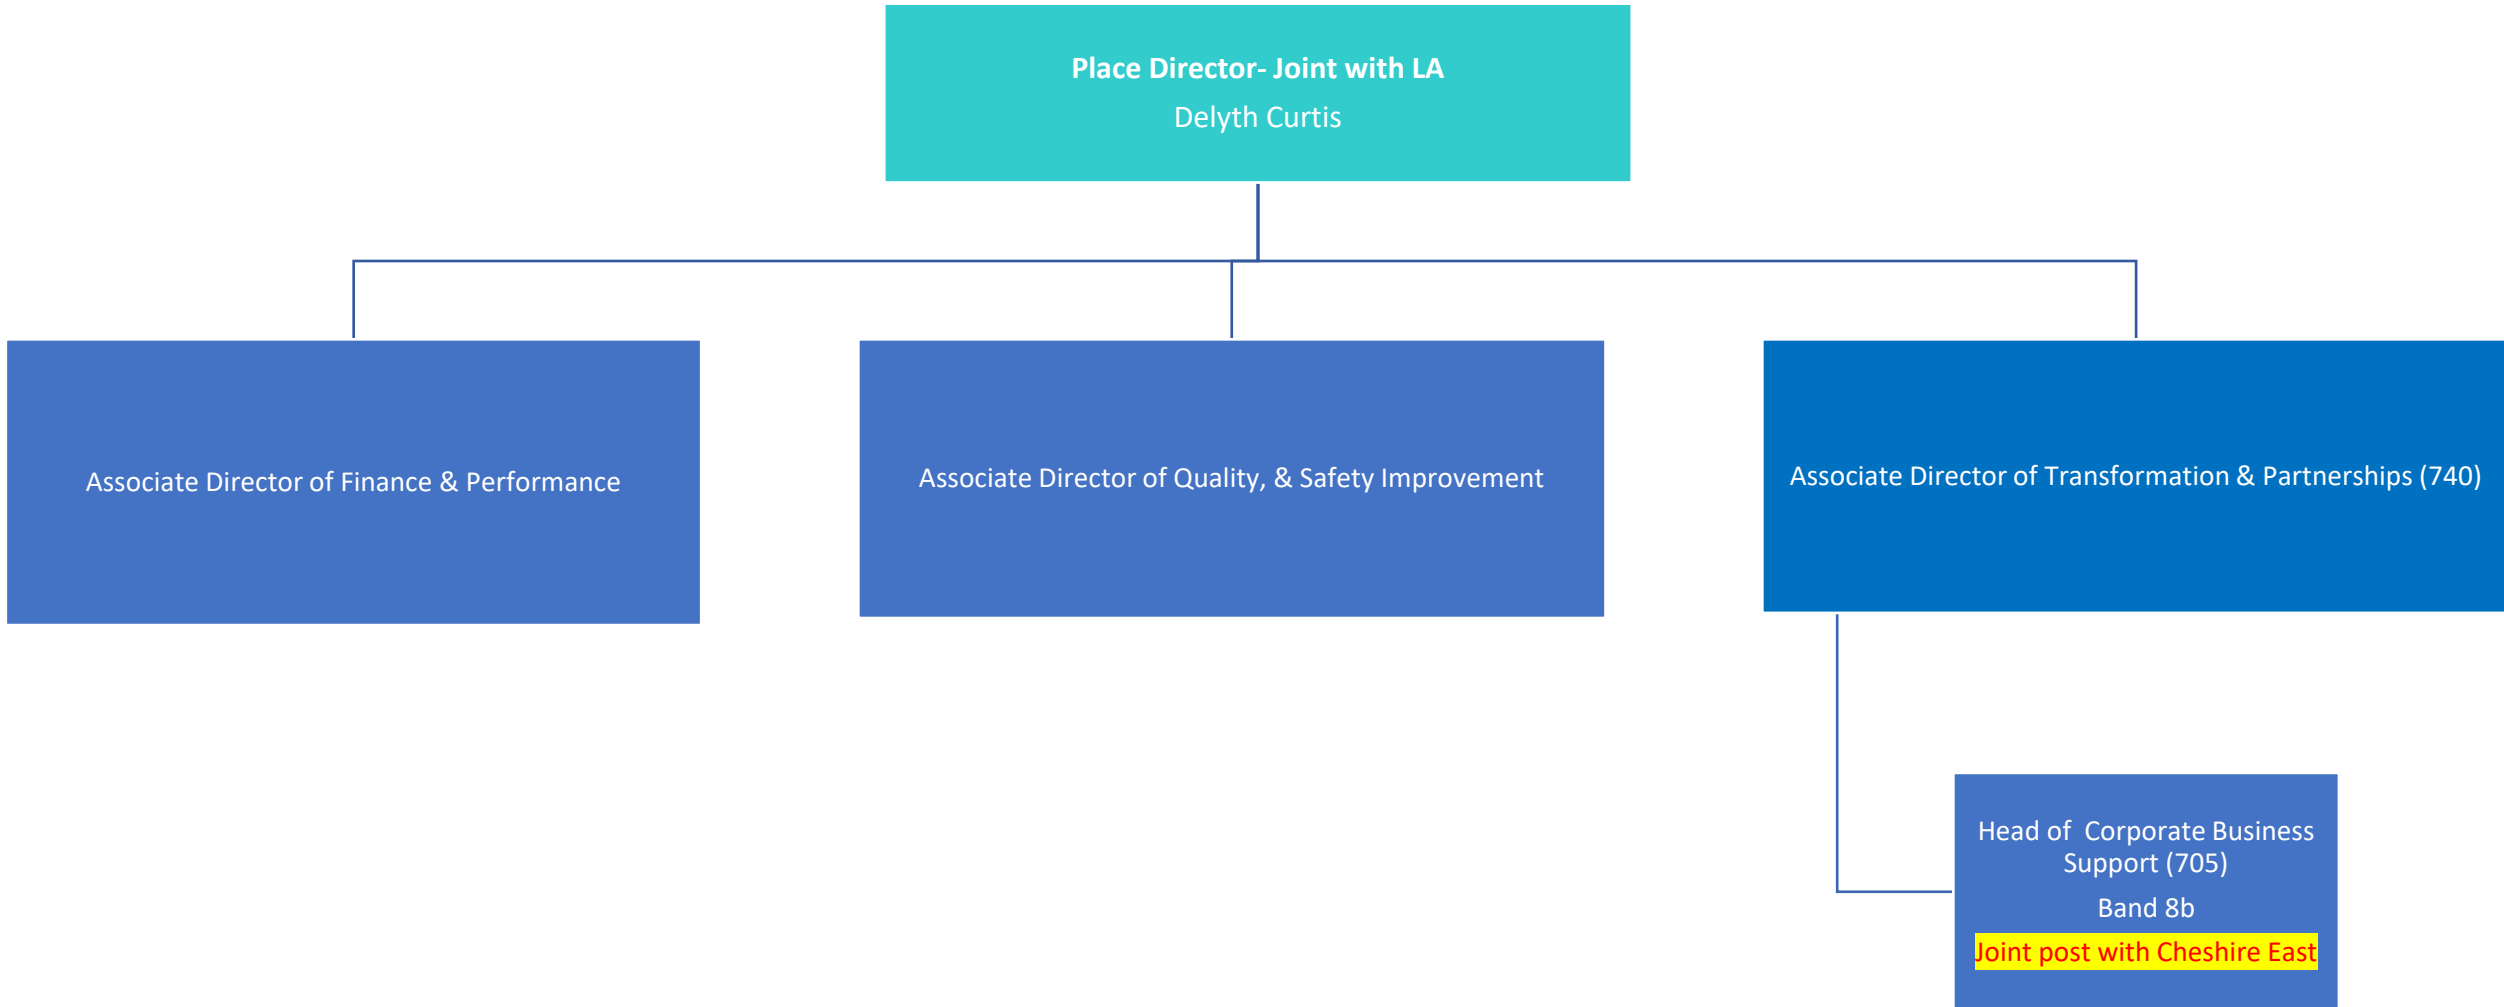 Place Director- Joint with LA
Delyth Curtis
Associate Director of Finance & Performance
Associate Director of Quality, & Safety Improvement
Associate Director of Transformation & Partnerships (740)
Head of  Corporate Business
Support (705)
Band 8b
Joint post with Cheshire East